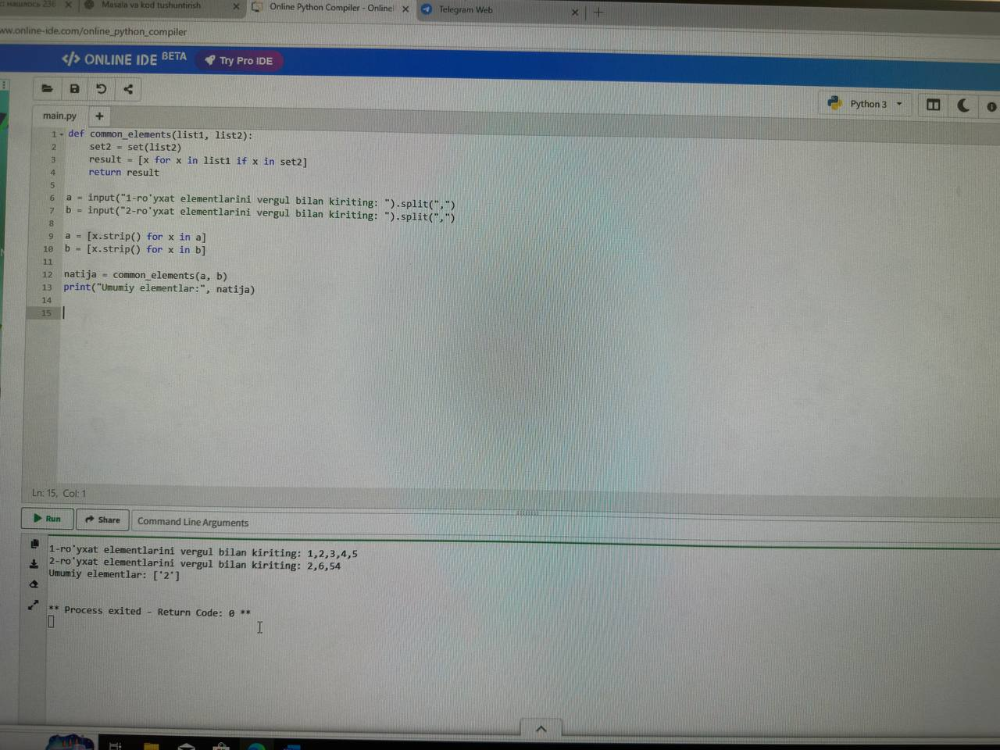 нашлось 236
Masala va kod tushuntirish
Online Python Compiler - Online
Telegram Web
ww.online-ide.com/online_python_compiler
</> ONLINE IDE BETA
Try Pro IDE
Python 3
main.py
1 def common_elements(list1, list2):
2 set2 = set(list2)
3 result = [x for x in list1 if x in set2]
4 return result
5
6 a = input("1-ro'yxat elementlarini vergul bilan kiriting: ").split(",")
7 b = input("2-ro'yxat elementlarini vergul bilan kiriting: ").split(",")
8
9 a = [x.strip() for x in a]
10 b = [x.strip() for x in b]
11
12 natija = common_elements(a, b)
13 print("Umumiy elementlar:", natija)
14
15
Ln: 15, Col: 1
Run
Share
Command Line Arguments
1-ro'yxat elementlarini vergul bilan kiriting: 1,2,3,4,5
2-ro'yxat elementlarini vergul bilan kiriting: 2,6,54
Umumiy elementlar: ['2']
** Process exited - Return Code: 0 **